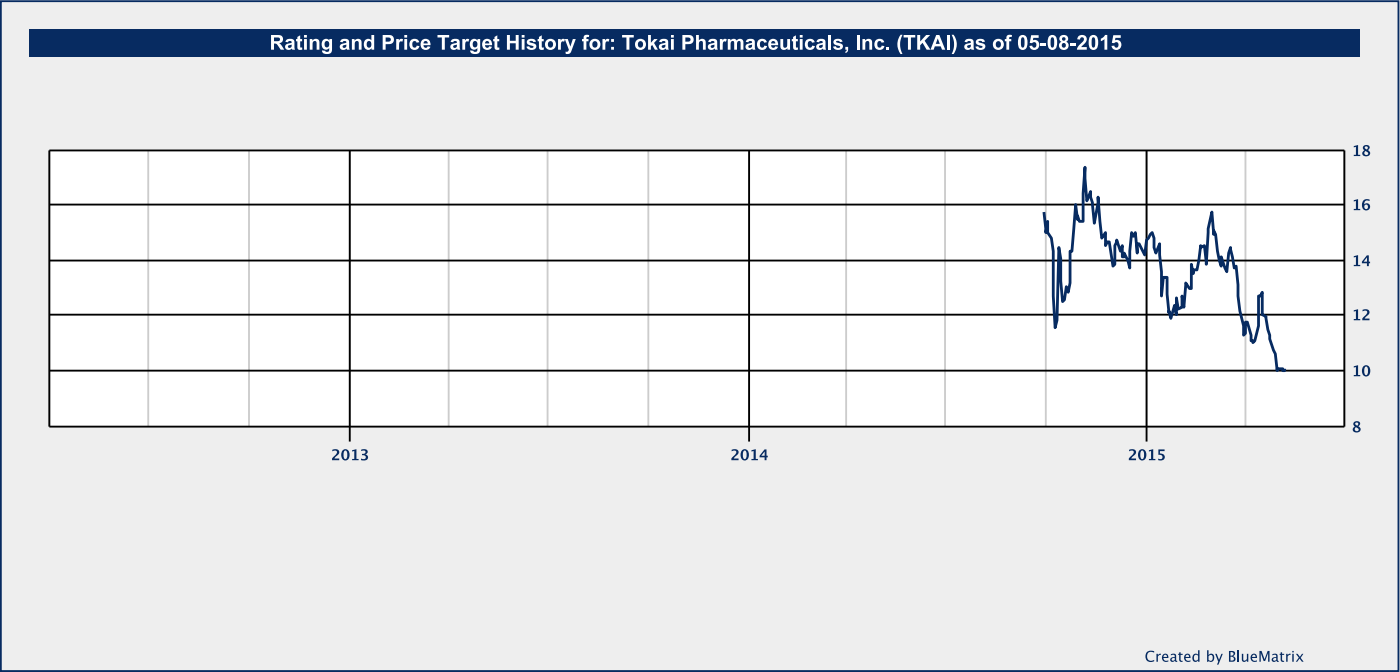 Rating and Price Target History for: Tokai Pharmaceuticals, Inc. (TKAI) as of 05-08-2015
18
16
14
12
10
8
2013 2014 2015
Created by BlueMatrix